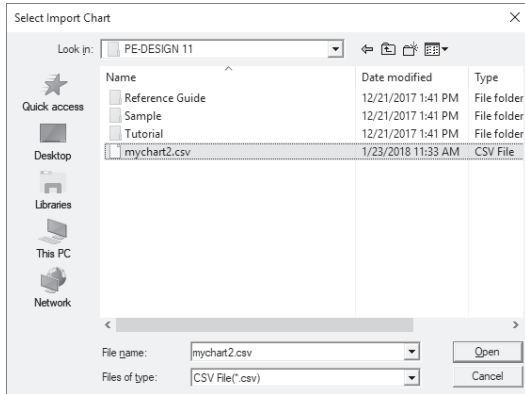 Select Import Chart
Look in: PE-DESIGN 11
Quick access
Desktop
Libraries
This PC
Network
Name Date modified Type
Reference Guide 12/21/2017 1:41 PM File folder
Sample 12/21/2017 1:41 PM File folder
Tutorial 12/21/2017 1:41 PM File folder
mychart2.csv 1/23/2018 11:33 AM CSV File
File name: mychart2.csv Open
Files of type: CSV File(*.csv) Cancel